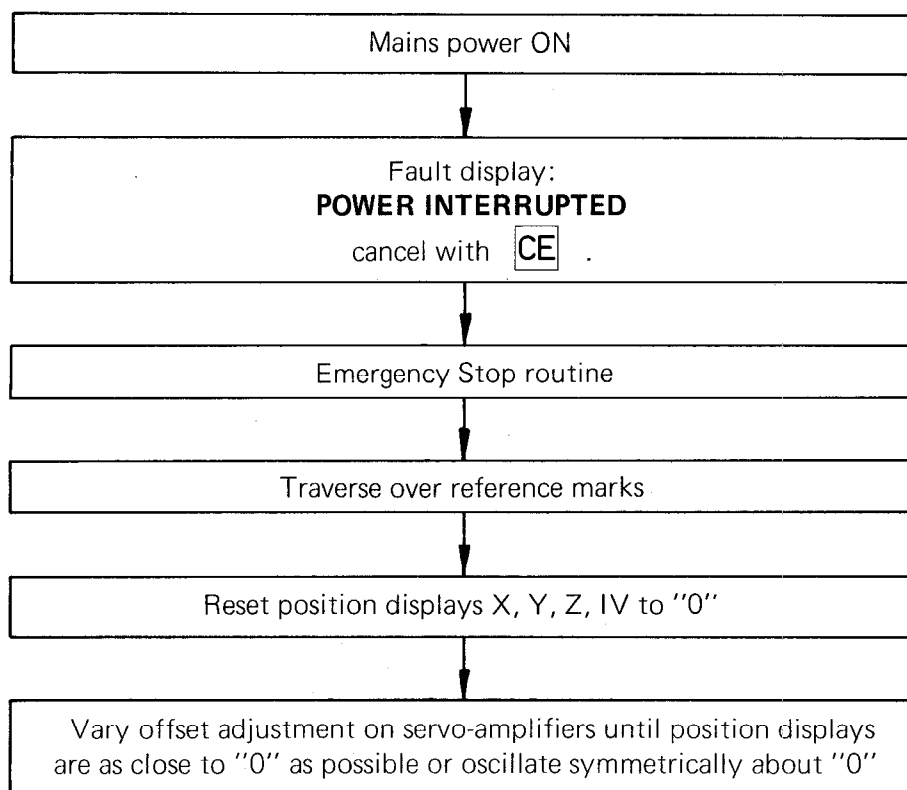 Mains power ON
Fault display:
POWER INTERRUPTED
cancel with CE .
Emergency Stop routine
Traverse over reference marks
Reset position displays X, Y, Z, IV to "0"
Vary offset adjustment on servo-amplifiers until position displays
are as close to "0" as possible or oscillate symmetrically about "0"